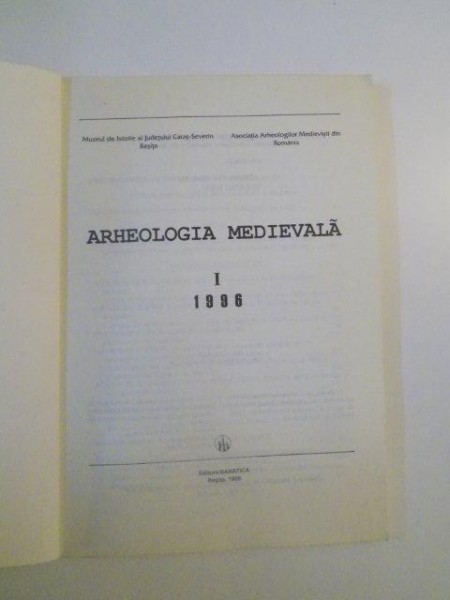 Muzeul de Istorie al Județului Caraș-Severin
Reșița
Asociația Arheologilor Medieviști din
România
ARHEOLOGIA MEDIEVALĂ
I
1996
Editura BANATICA
Reșița, 1996